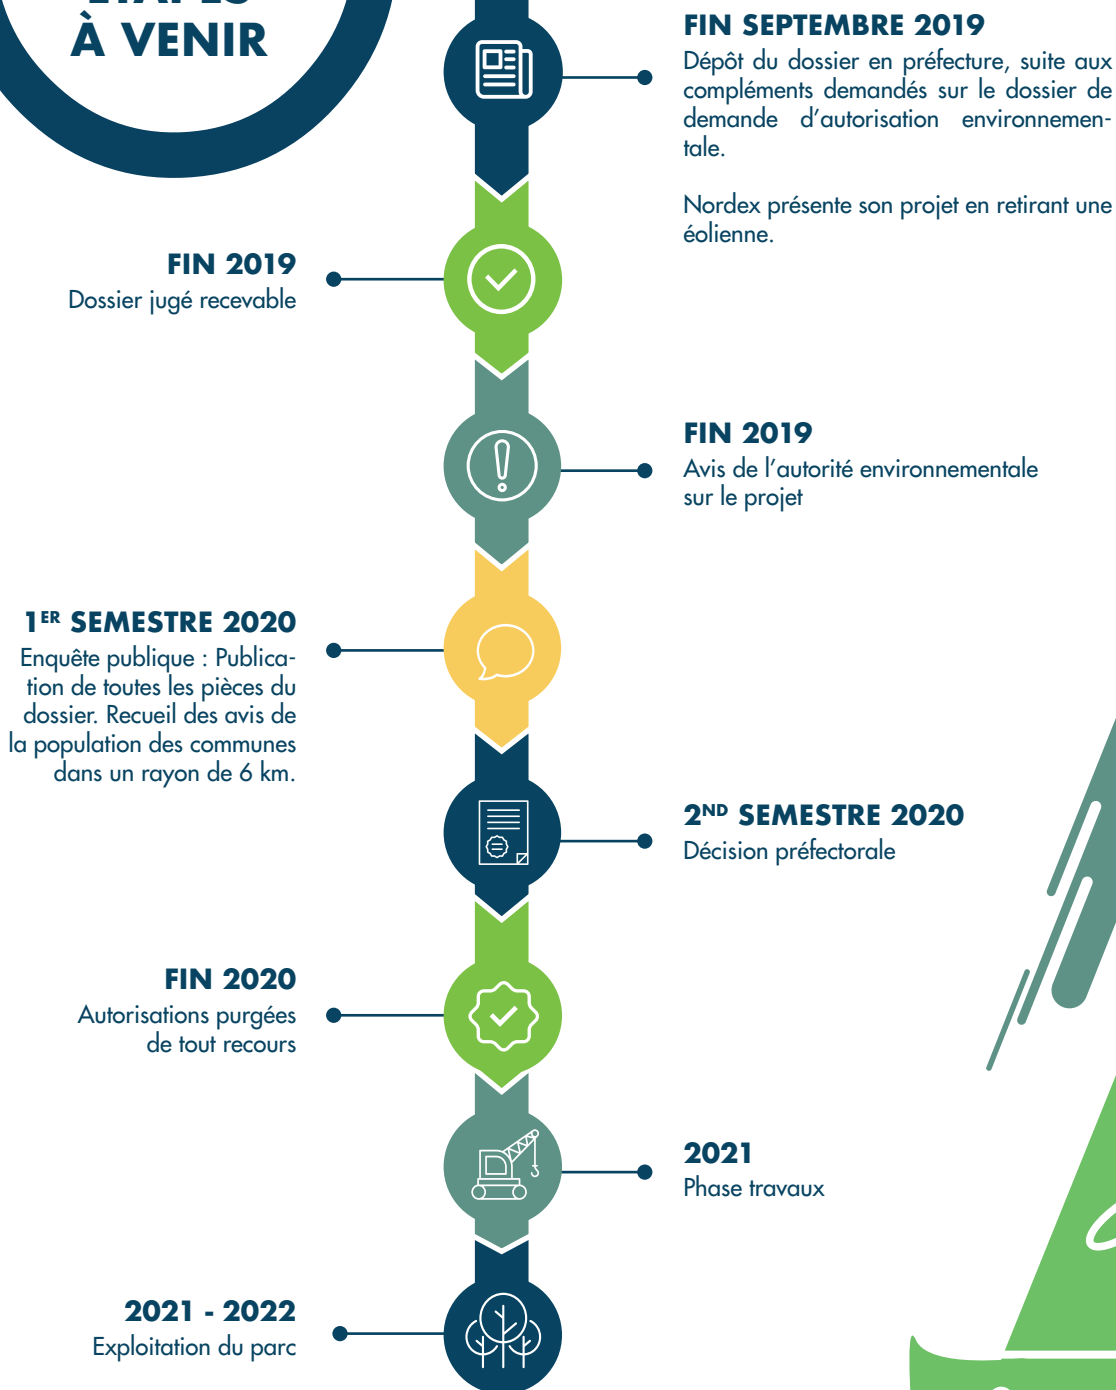 ÉTAPES
À VENIR
FIN SEPTEMBRE 2019
Dépôt du dossier en préfecture, suite aux
compléments demandés sur le dossier de
demande d'autorisation environnemen-
tale.
Nordex présente son projet en retirant une
éolienne.
FIN 2019
Dossier jugé recevable
FIN 2019
Avis de l'autorité environnementale
sur le projet
1ER SEMESTRE 2020
Enquête publique : Publica-
tion de toutes les pièces du
dossier. Recueil des avis de
la population des communes
dans un rayon de 6 km.
2ND SEMESTRE 2020
Décision préfectorale
FIN 2020
Autorisations purgées
de tout recours
2021
Phase travaux
2021 - 2022
Exploitation du parc